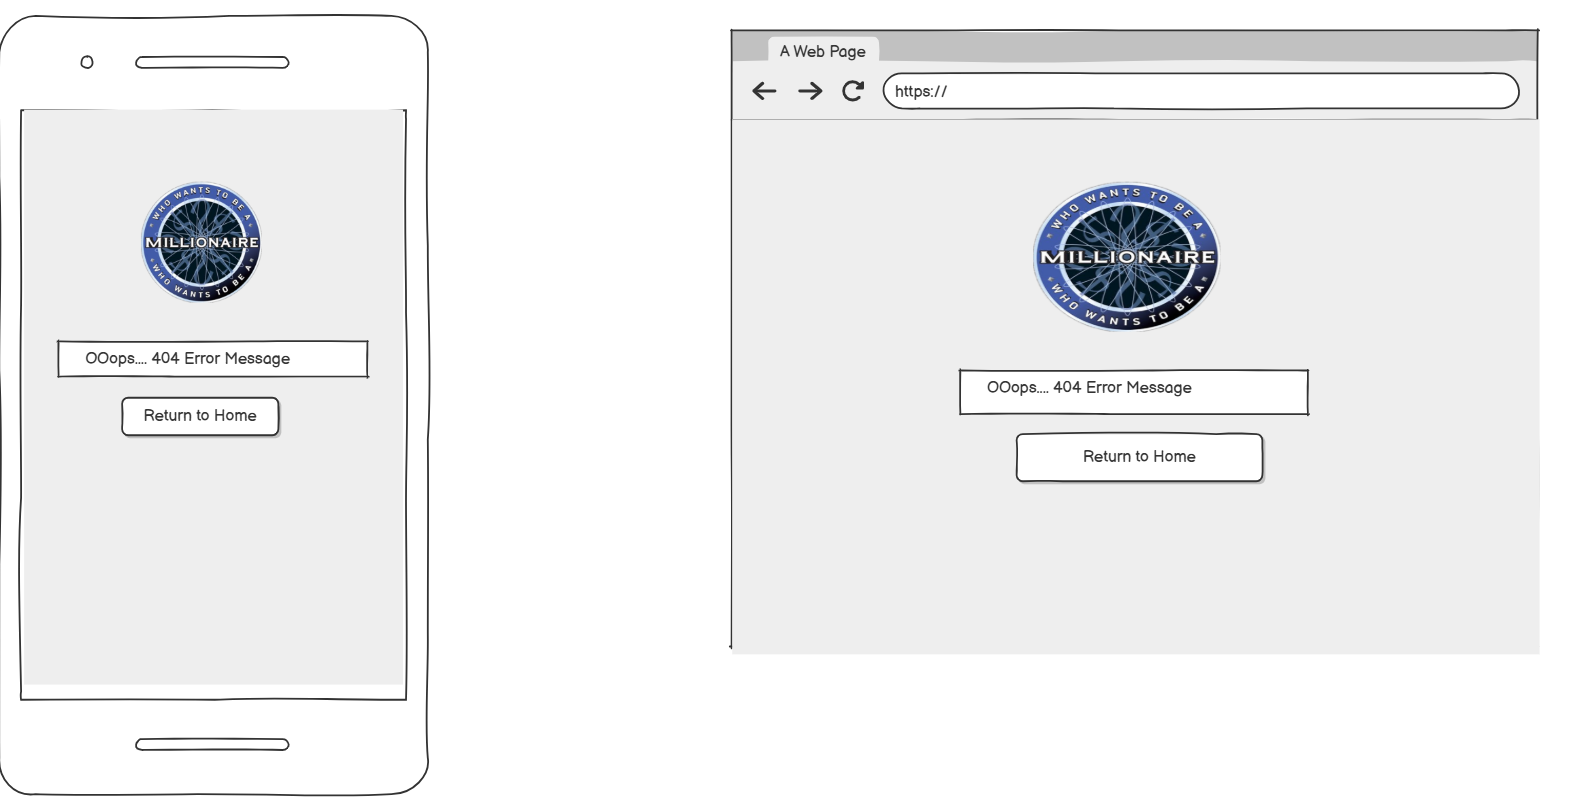 WHO WANTS TO BE A
MILLIONAIRE
WHO WANTS TO BE A
OOops.... 404 Error Message
Return to Home
A Web Page
https://
WHO WANTS TO BE A
MILLIONAIRE
WHO WANTS TO BE A
OOops.... 404 Error Message
Return to Home